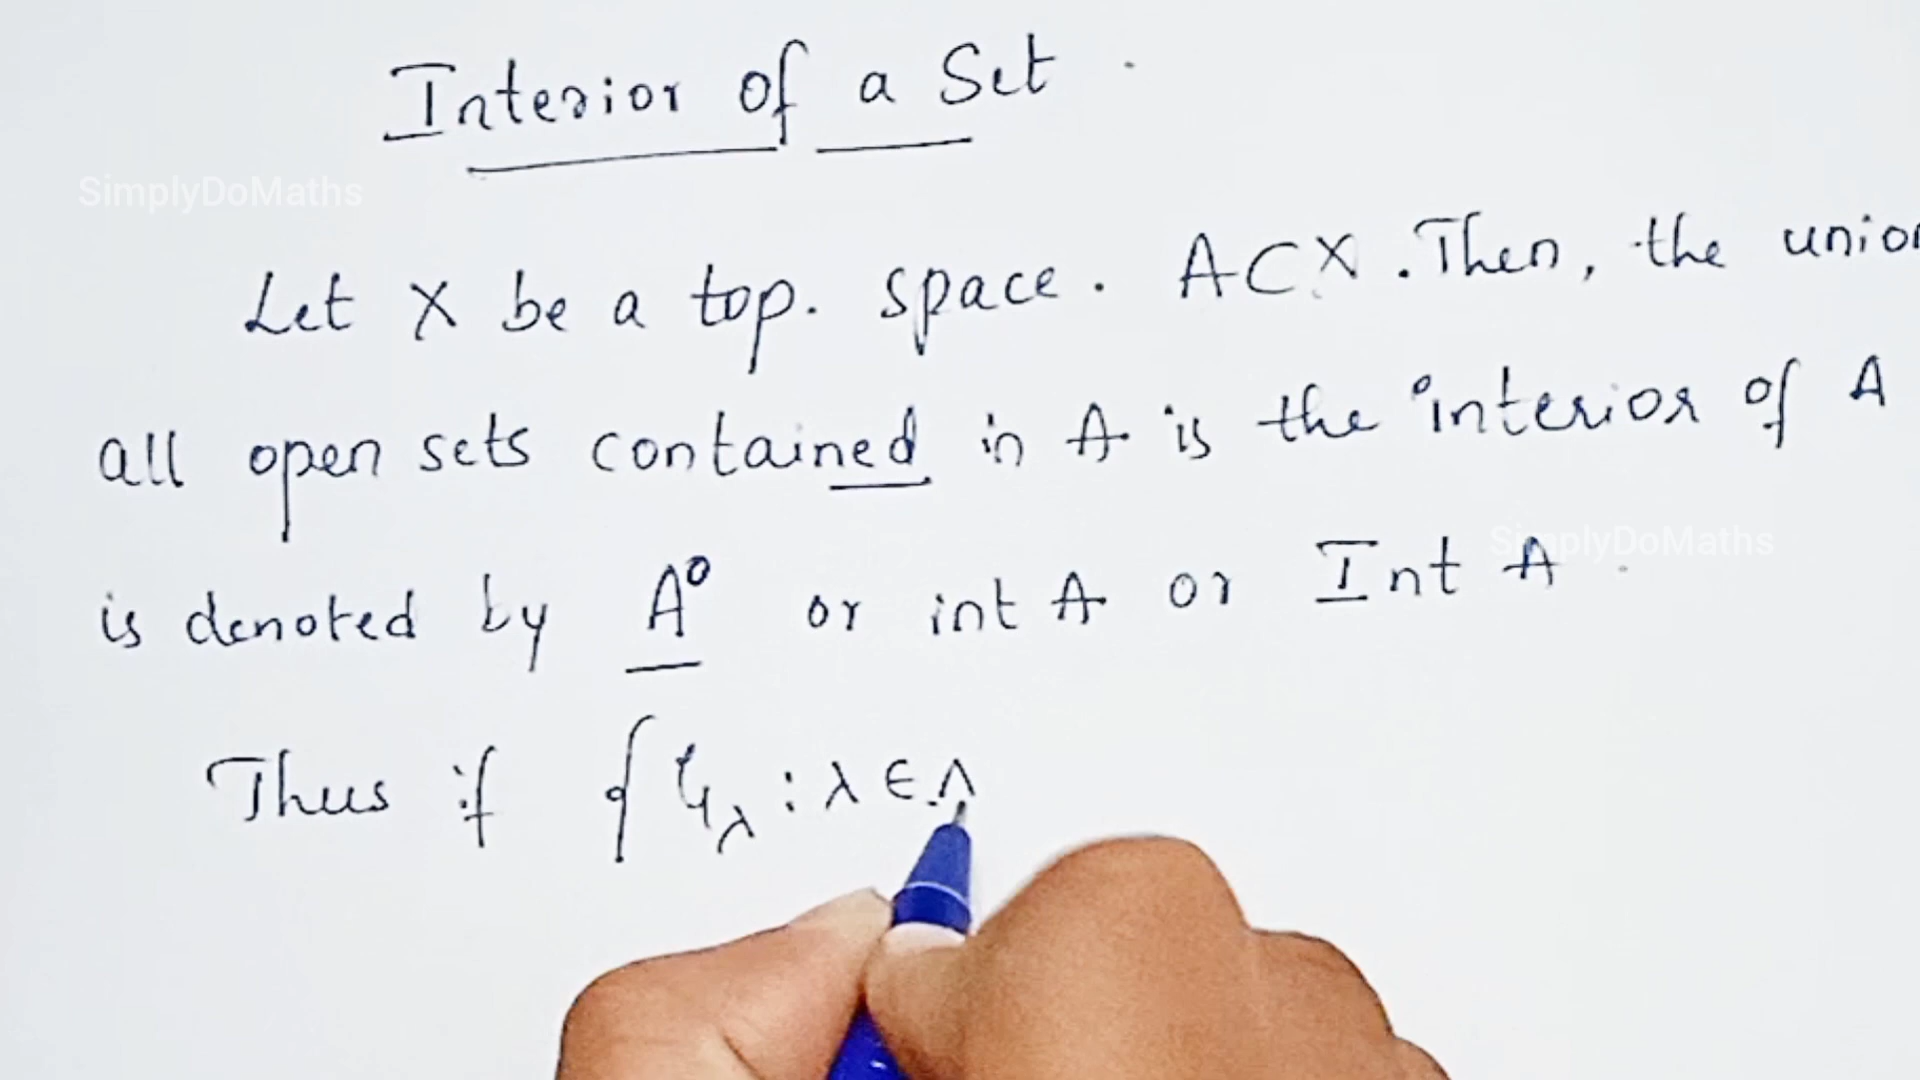 Interior of a Set .
SimplyDoMaths
Let X be a top. space. A⊂X. Then, the union
all open sets contained in A is the interior of A
SimplyDoMaths
is denoted by A⁰ or int A or Int A .
Thus if {G_λ : λ ∈ Λ